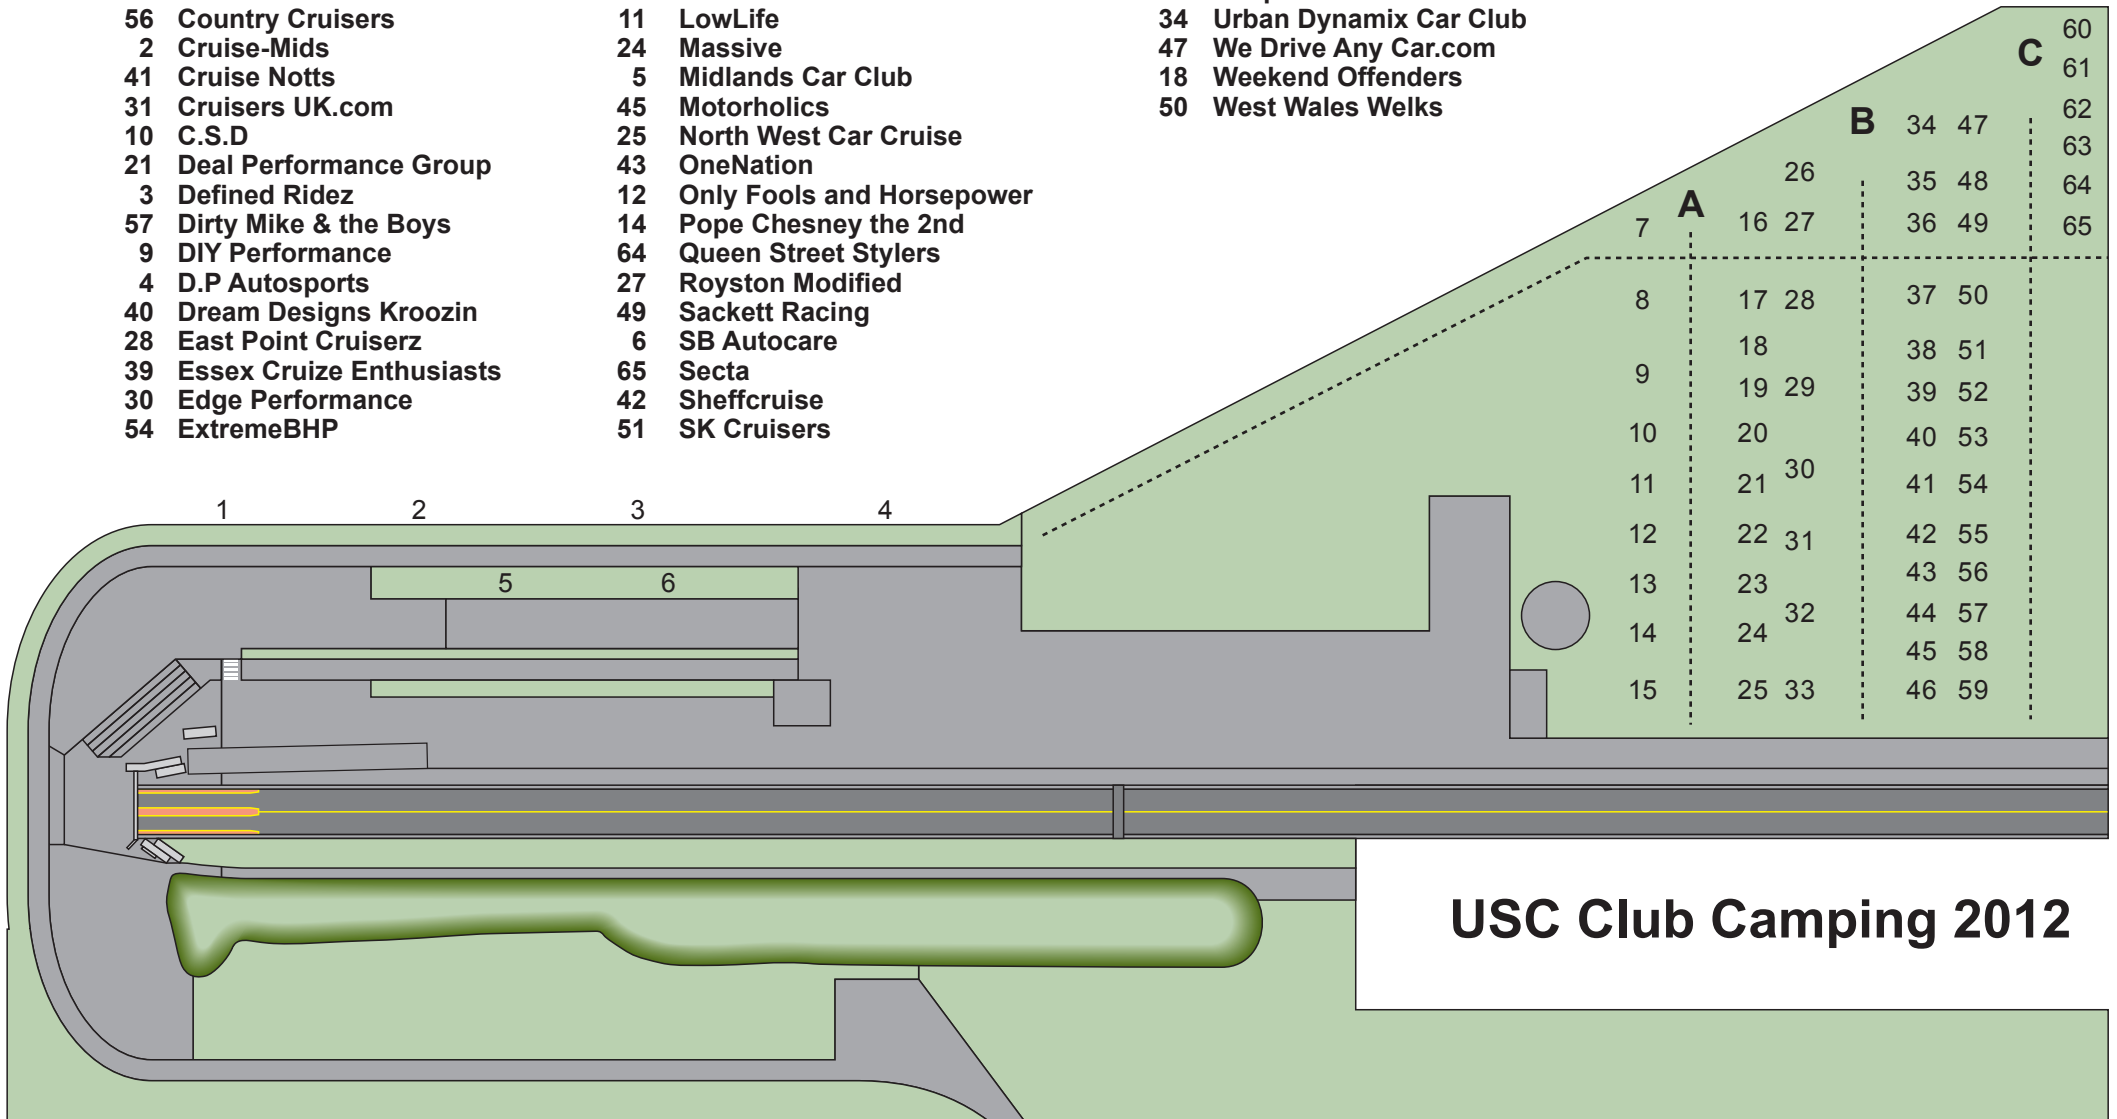 56 Country Cruisers
2 Cruise-Mids
41 Cruise Notts
31 Cruisers UK.com
10 C.S.D
21 Deal Performance Group
3 Defined Ridez
57 Dirty Mike & the Boys
9 DIY Performance
4 D.P Autosports
40 Dream Designs Kroozin
28 East Point Cruiserz
39 Essex Cruize Enthusiasts
30 Edge Performance
54 ExtremeBHP
11 LowLife
24 Massive
5 Midlands Car Club
45 Motorholics
25 North West Car Cruise
43 OneNation
12 Only Fools and Horsepower
14 Pope Chesney the 2nd
64 Queen Street Stylers
27 Royston Modified
49 Sackett Racing
6 SB Autocare
65 Secta
42 Sheffcruise
51 SK Cruisers
34 Urban Dynamix Car Club
47 We Drive Any Car.com
18 Weekend Offenders
50 West Wales Welks
1 2 3 4
5 6
A
B
C
7
8
9
10
11
12
13
14
15
16 27
26
17 28
18
19 29
20
30
21
22 31
23
32
24
25 33
34 47
35 48
36 49
37 50
38 51
39 52
40 53
41 54
42 55
43 56
44 57
45 58
46 59
60
61
62
63
64
65
USC Club Camping 2012